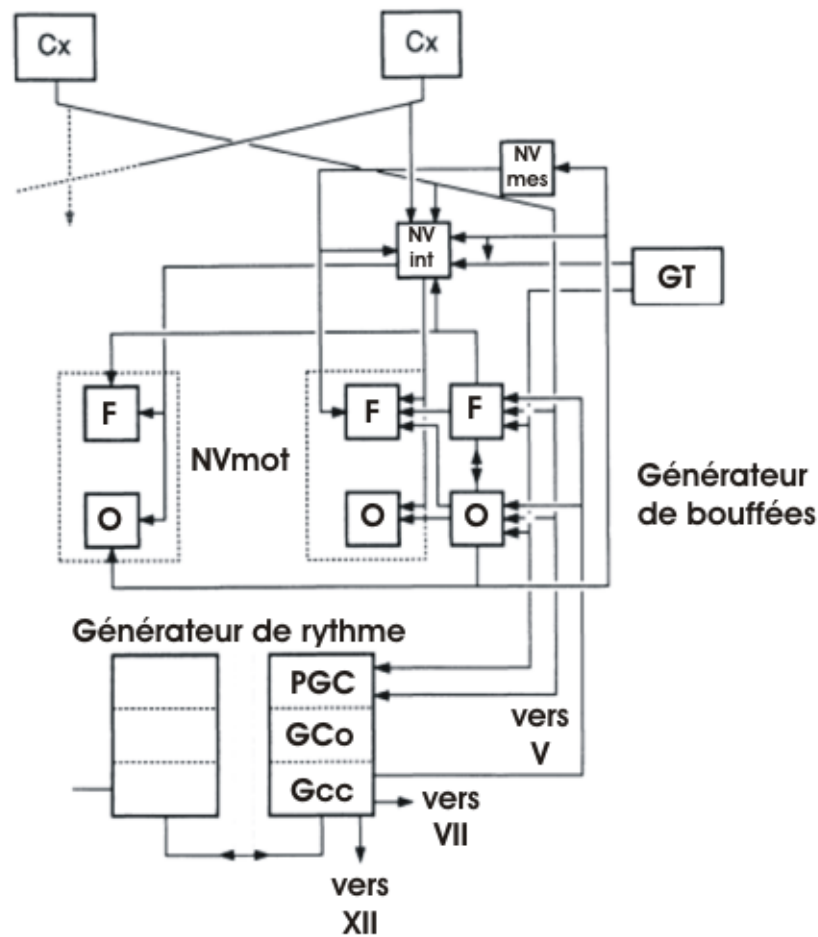 Cx
Cx
NV
mes
NV
int
GT
F
F
F
NVmot
Générateur
de bouffées
O
O
O
Générateur de rythme
PGC
GCo
Gcc
vers
V
vers
VII
vers
XII